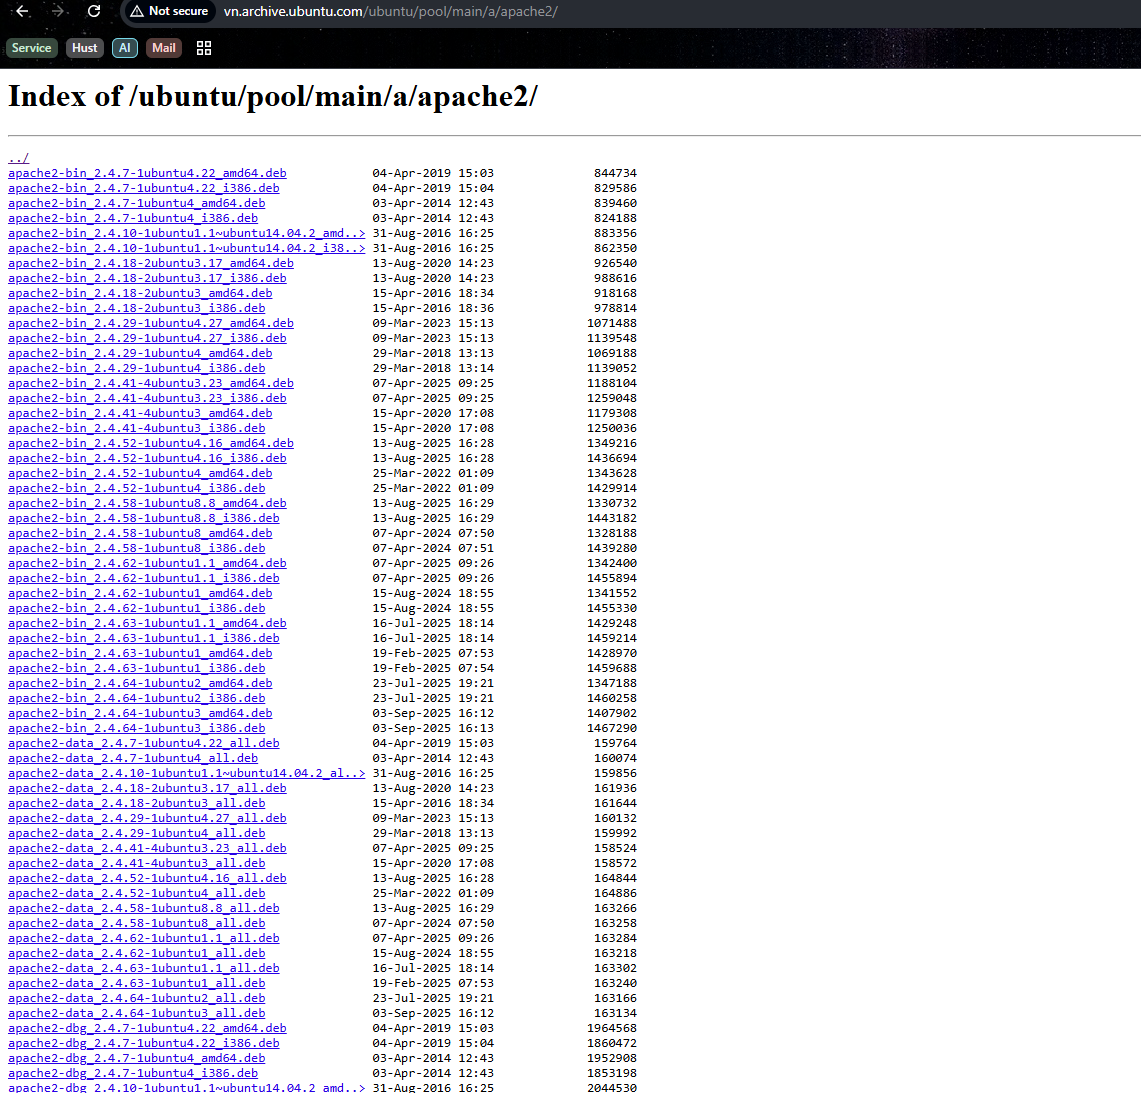 Not secure vn.archive.ubuntu.com/ubuntu/pool/main/a/apache2/
Service Hust AI Mail
Index of /ubuntu/pool/main/a/apache2/
../
apache2-bin_2.4.7-1ubuntu4.22_amd64.deb 04-Apr-2019 15:03 844734
apache2-bin_2.4.7-1ubuntu4.22_i386.deb 04-Apr-2019 15:04 829586
apache2-bin_2.4.7-1ubuntu4_amd64.deb 03-Apr-2014 12:43 839460
apache2-bin_2.4.7-1ubuntu4_i386.deb 03-Apr-2014 12:43 824188
apache2-bin_2.4.10-1ubuntu1.1~ubuntu14.04.2_amd..> 31-Aug-2016 16:25 883356
apache2-bin_2.4.10-1ubuntu1.1~ubuntu14.04.2_i38..> 31-Aug-2016 16:25 862350
apache2-bin_2.4.18-2ubuntu3.17_amd64.deb 13-Aug-2020 14:23 926540
apache2-bin_2.4.18-2ubuntu3.17_i386.deb 13-Aug-2020 14:23 988616
apache2-bin_2.4.18-2ubuntu3_amd64.deb 15-Apr-2016 18:34 918168
apache2-bin_2.4.18-2ubuntu3_i386.deb 15-Apr-2016 18:36 978814
apache2-bin_2.4.29-1ubuntu4.27_amd64.deb 09-Mar-2023 15:13 1071488
apache2-bin_2.4.29-1ubuntu4.27_i386.deb 09-Mar-2023 15:13 1139548
apache2-bin_2.4.29-1ubuntu4_amd64.deb 29-Mar-2018 13:13 1069188
apache2-bin_2.4.29-1ubuntu4_i386.deb 29-Mar-2018 13:14 1139052
apache2-bin_2.4.41-4ubuntu3.23_amd64.deb 07-Apr-2025 09:25 1188104
apache2-bin_2.4.41-4ubuntu3.23_i386.deb 07-Apr-2025 09:25 1259048
apache2-bin_2.4.41-4ubuntu3_amd64.deb 15-Apr-2020 17:08 1179308
apache2-bin_2.4.41-4ubuntu3_i386.deb 15-Apr-2020 17:08 1250036
apache2-bin_2.4.52-1ubuntu4.16_amd64.deb 13-Aug-2025 16:28 1349216
apache2-bin_2.4.52-1ubuntu4.16_i386.deb 13-Aug-2025 16:28 1436694
apache2-bin_2.4.52-1ubuntu4_amd64.deb 25-Mar-2022 01:09 1343628
apache2-bin_2.4.52-1ubuntu4_i386.deb 25-Mar-2022 01:09 1429914
apache2-bin_2.4.58-1ubuntu8.8_amd64.deb 13-Aug-2025 16:29 1330732
apache2-bin_2.4.58-1ubuntu8.8_i386.deb 13-Aug-2025 16:29 1443182
apache2-bin_2.4.58-1ubuntu8_amd64.deb 07-Apr-2024 07:50 1328188
apache2-bin_2.4.58-1ubuntu8_i386.deb 07-Apr-2024 07:51 1439280
apache2-bin_2.4.62-1ubuntu1.1_amd64.deb 07-Apr-2025 09:26 1342400
apache2-bin_2.4.62-1ubuntu1.1_i386.deb 07-Apr-2025 09:26 1455894
apache2-bin_2.4.62-1ubuntu1_amd64.deb 15-Aug-2024 18:55 1341552
apache2-bin_2.4.62-1ubuntu1_i386.deb 15-Aug-2024 18:55 1455330
apache2-bin_2.4.63-1ubuntu1.1_amd64.deb 16-Jul-2025 18:14 1429248
apache2-bin_2.4.63-1ubuntu1.1_i386.deb 16-Jul-2025 18:14 1459214
apache2-bin_2.4.63-1ubuntu1_amd64.deb 19-Feb-2025 07:53 1428970
apache2-bin_2.4.63-1ubuntu1_i386.deb 19-Feb-2025 07:54 1459688
apache2-bin_2.4.64-1ubuntu2_amd64.deb 23-Jul-2025 19:21 1347188
apache2-bin_2.4.64-1ubuntu2_i386.deb 23-Jul-2025 19:21 1460258
apache2-bin_2.4.64-1ubuntu3_amd64.deb 03-Sep-2025 16:12 1407902
apache2-bin_2.4.64-1ubuntu3_i386.deb 03-Sep-2025 16:13 1467290
apache2-data_2.4.7-1ubuntu4.22_all.deb 04-Apr-2019 15:03 159764
apache2-data_2.4.7-1ubuntu4_all.deb 03-Apr-2014 12:43 160074
apache2-data_2.4.10-1ubuntu1.1~ubuntu14.04.2_al..> 31-Aug-2016 16:25 159856
apache2-data_2.4.18-2ubuntu3.17_all.deb 13-Aug-2020 14:23 161936
apache2-data_2.4.18-2ubuntu3_all.deb 15-Apr-2016 18:34 161644
apache2-data_2.4.29-1ubuntu4.27_all.deb 09-Mar-2023 15:13 160132
apache2-data_2.4.29-1ubuntu4_all.deb 29-Mar-2018 13:13 159992
apache2-data_2.4.41-4ubuntu3.23_all.deb 07-Apr-2025 09:25 158524
apache2-data_2.4.41-4ubuntu3_all.deb 15-Apr-2020 17:08 158572
apache2-data_2.4.52-1ubuntu4.16_all.deb 13-Aug-2025 16:28 164844
apache2-data_2.4.52-1ubuntu4_all.deb 25-Mar-2022 01:09 164886
apache2-data_2.4.58-1ubuntu8.8_all.deb 13-Aug-2025 16:29 163266
apache2-data_2.4.58-1ubuntu8_all.deb 07-Apr-2024 07:50 163258
apache2-data_2.4.62-1ubuntu1.1_all.deb 07-Apr-2025 09:26 163284
apache2-data_2.4.62-1ubuntu1_all.deb 15-Aug-2024 18:55 163218
apache2-data_2.4.63-1ubuntu1.1_all.deb 16-Jul-2025 18:14 163302
apache2-data_2.4.63-1ubuntu1_all.deb 19-Feb-2025 07:53 163240
apache2-data_2.4.64-1ubuntu2_all.deb 23-Jul-2025 19:21 163166
apache2-data_2.4.64-1ubuntu3_all.deb 03-Sep-2025 16:12 163134
apache2-dbg_2.4.7-1ubuntu4.22_amd64.deb 04-Apr-2019 15:03 1964568
apache2-dbg_2.4.7-1ubuntu4.22_i386.deb 04-Apr-2019 15:04 1860472
apache2-dbg_2.4.7-1ubuntu4_amd64.deb 03-Apr-2014 12:43 1952908
apache2-dbg_2.4.7-1ubuntu4_i386.deb 03-Apr-2014 12:43 1853198
apache2-dbg_2.4.10-1ubuntu1.1~ubuntu14.04.2_amd..> 31-Aug-2016 16:25 2044530